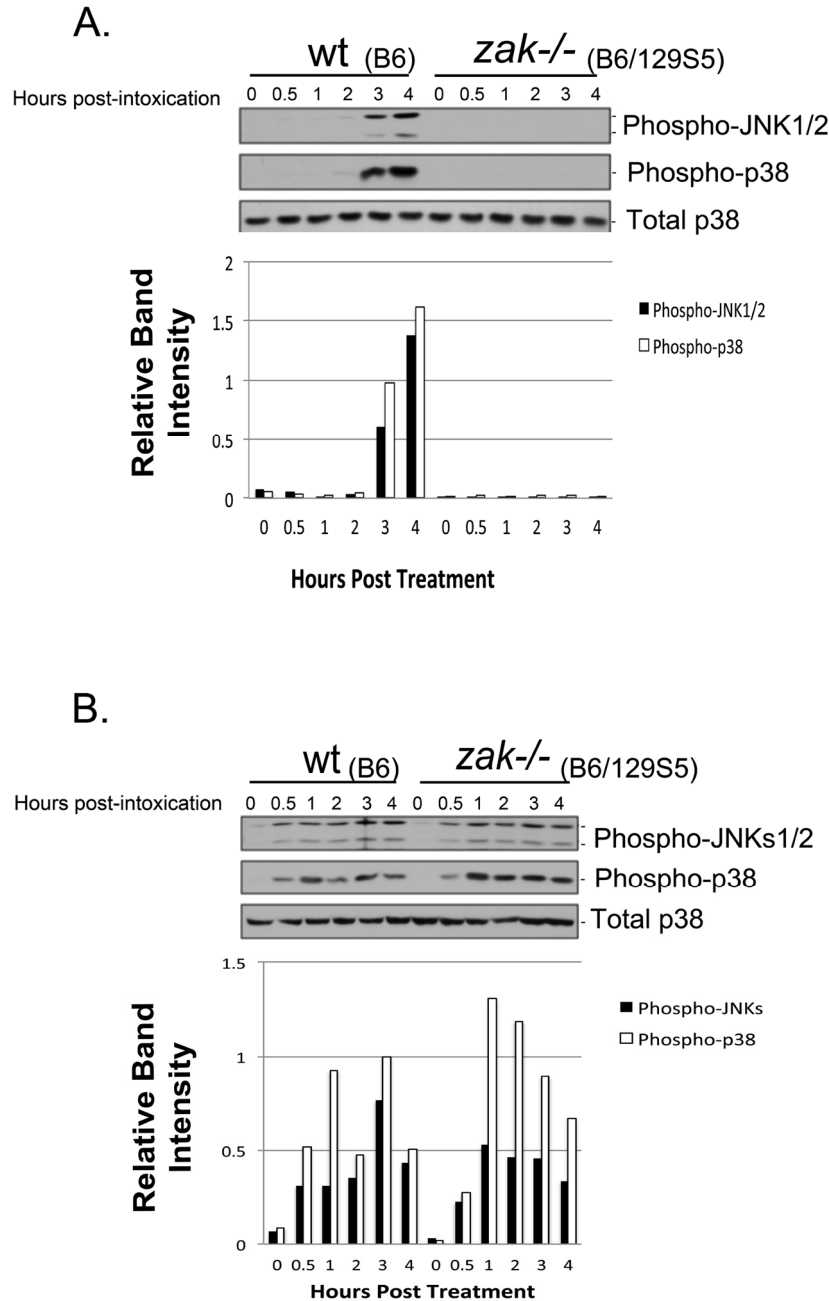 A.
wt (B6) zak-/- (B6/129S5)
Hours post-intoxication 0 0.5 1 2 3 4 0 0.5 1 2 3 4
Phospho-JNK1/2
Phospho-p38
Total p38
Relative Band Intensity
2
1.5
1
0.5
0
Phospho-JNK1/2
Phospho-p38
0 0.5 1 2 3 4 0 0.5 1 2 3 4
Hours Post Treatment
B.
wt (B6) zak-/- (B6/129S5)
Hours post-intoxication 0 0.5 1 2 3 4 0 0.5 1 2 3 4
Phospho-JNKs1/2
Phospho-p38
Total p38
Relative Band Intensity
1.5
1
0.5
0
Phospho-JNKs
Phospho-p38
0 0.5 1 2 3 4 0 0.5 1 2 3 4
Hours Post Treatment